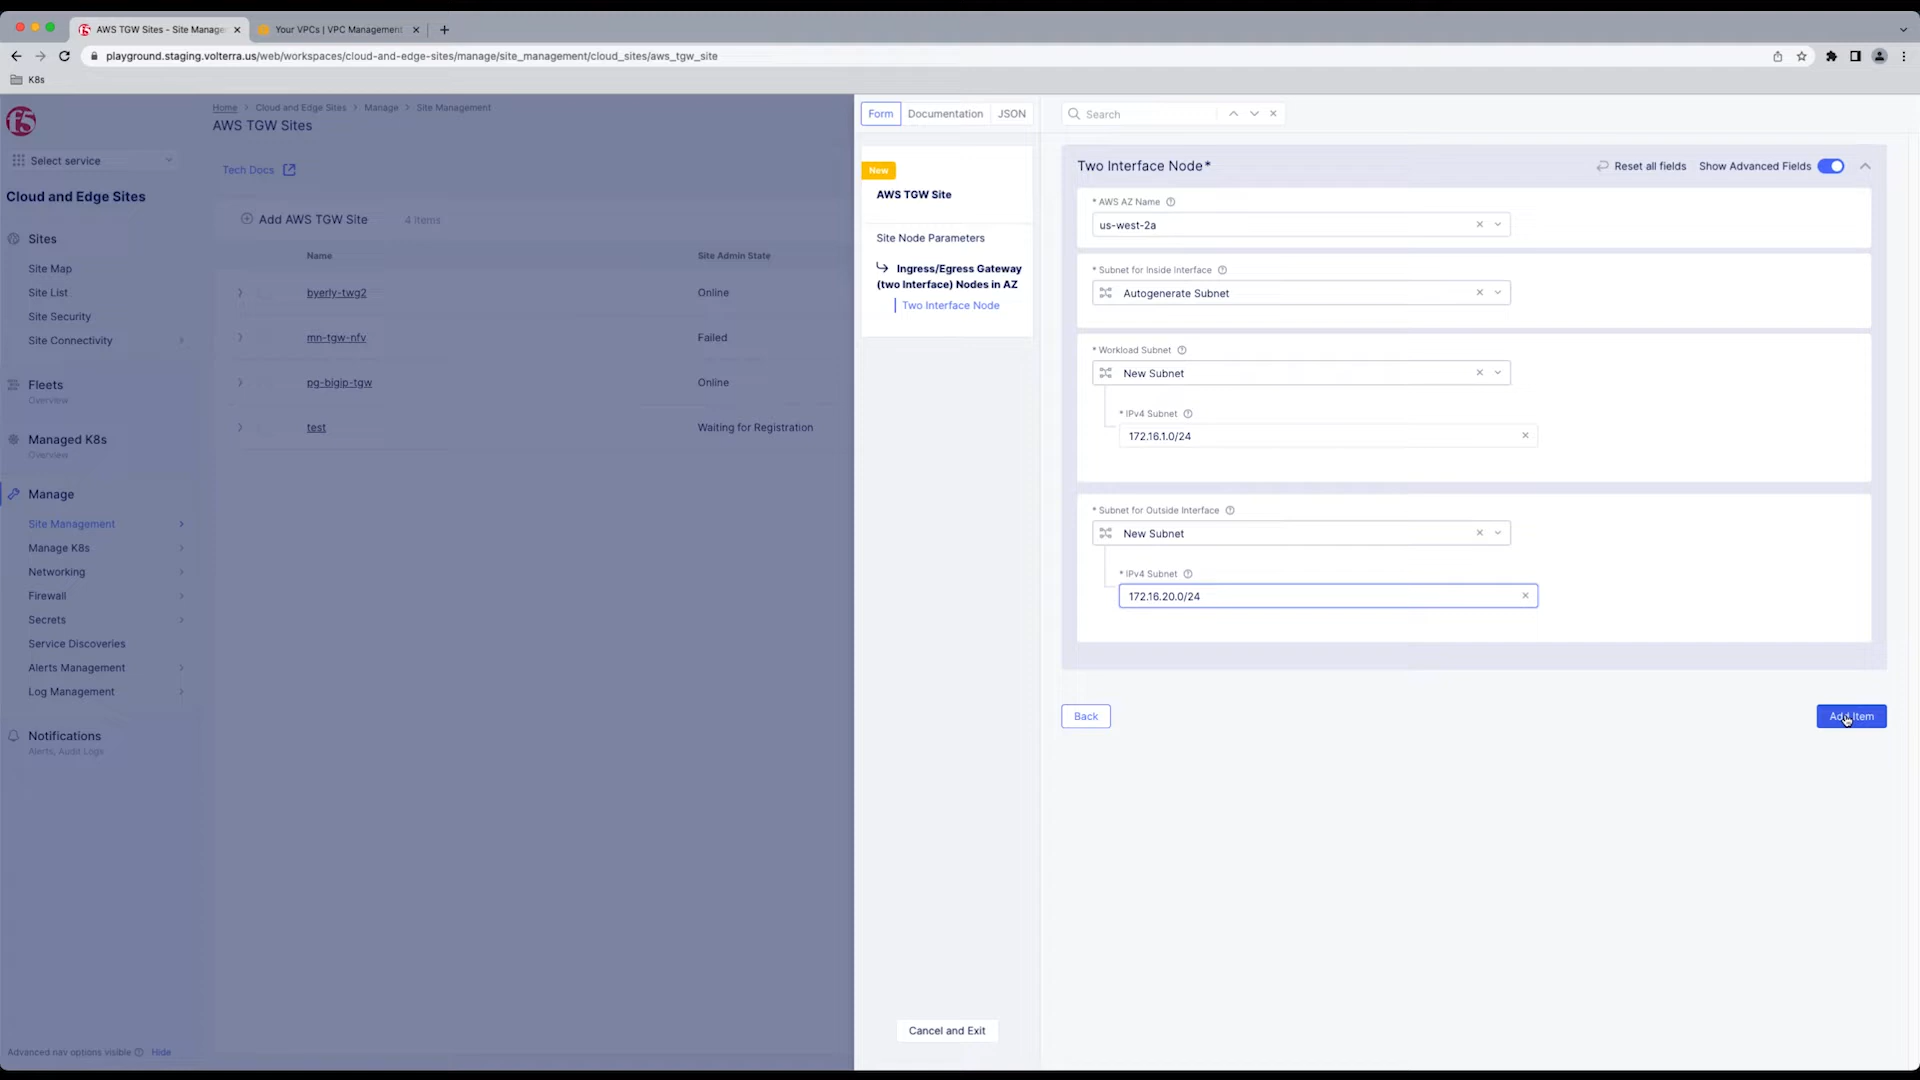 AWS TGW Sites - Site Manage
Your VPCs | VPC Management
playground.staging.volterra.us/web/workspaces/cloud-and-edge-sites/manage/site_management/cloud_sites/aws_tgw_site
K8s
f5
Select service
Cloud and Edge Sites
Sites
Site Map
Site List
Site Security
Site Connectivity
Fleets
Overview
Managed K8s
Overview
Manage
Site Management
Manage K8s
Networking
Firewall
Secrets
Service Discoveries
Alerts Management
Log Management
Notifications
Alerts, Audit Logs
Advanced nav options visible Hide
Home > Cloud and Edge Sites > Manage > Site Management
AWS TGW Sites
Tech Docs
Add AWS TGW Site 4 items
Name Site Admin State
byerly-twg2 Online
mn-tgw-nfv Failed
pg-bigip-tgw Online
test Waiting for Registration
Form Documentation JSON
New
AWS TGW Site
Site Node Parameters
Ingress/Egress Gateway
(two Interface) Nodes in AZ
Two Interface Node
Cancel and Exit
Search
Two Interface Node* Reset all fields Show Advanced Fields
* AWS AZ Name
us-west-2a
* Subnet for Inside Interface
Autogenerate Subnet
* Workload Subnet
New Subnet
* IPv4 Subnet
172.16.1.0/24
* Subnet for Outside Interface
New Subnet
* IPv4 Subnet
172.16.20.0/24
Back Add Item